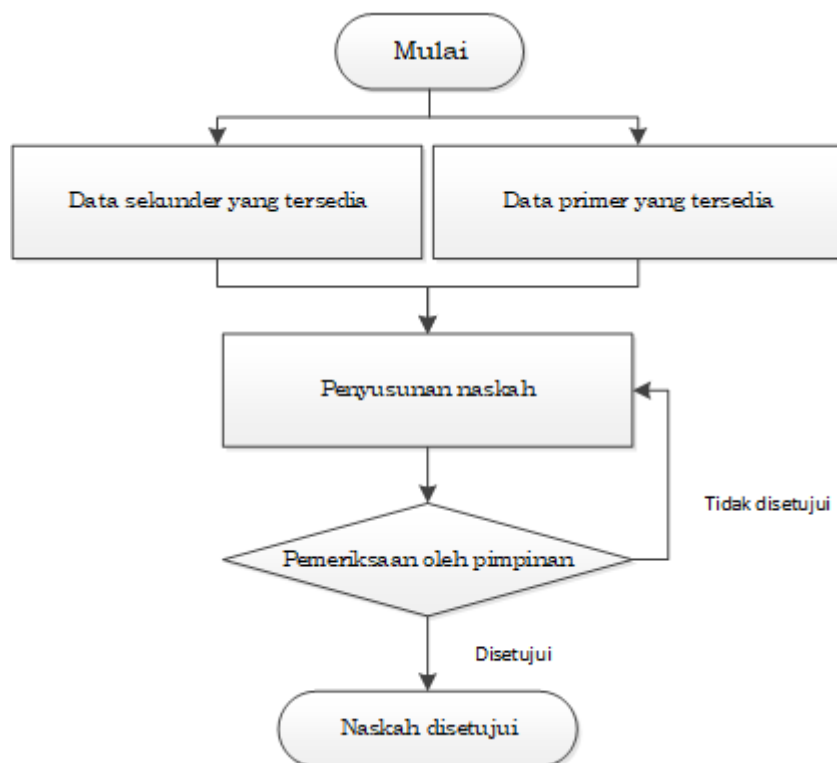 Mulai
Data sekunder yang tersedia
Data primer yang tersedia
Penyusunan naskah
Tidak disetujui
Pemeriksaan oleh pimpinan
Disetujui
Naskah disetujui